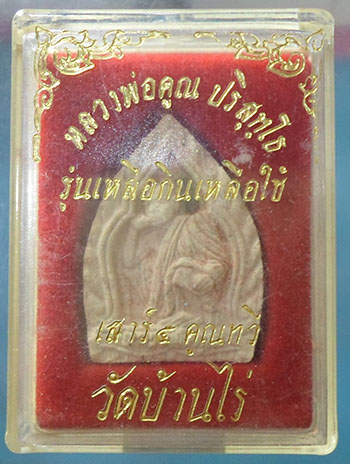 หลวงพ่อคูณ ปริสุทฺโธ
รุ่นเหลือกินเหลือใช้
เสาร์ ๕ คูณทวี
วัดบ้านไร่